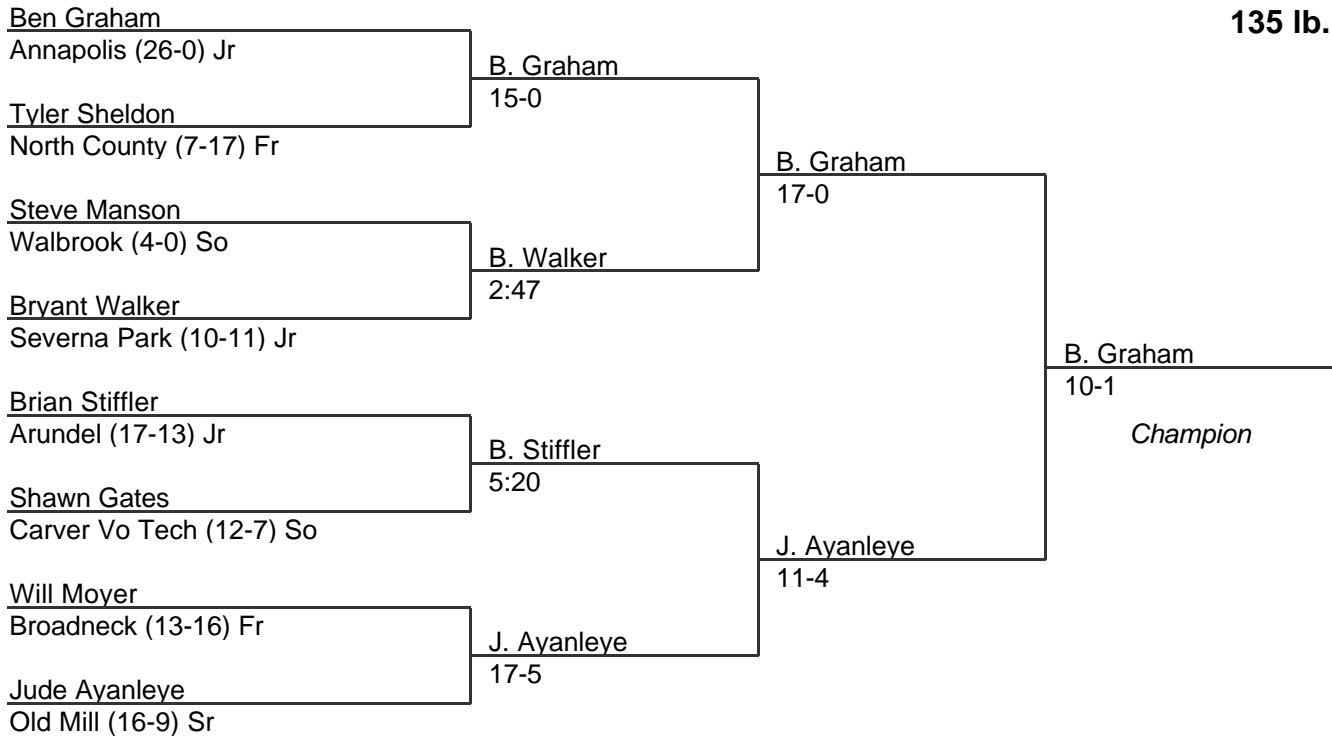 Ben Graham
135 lb.
Annapolis (26-0) Jr
B. Graham
15-0
Tyler Sheldon
North County (7-17) Fr
B. Graham
17-0
Steve Manson
Walbrook (4-0) So
B. Walker
2:47
Bryant Walker
Severna Park (10-11) Jr
B. Graham
10-1
Champion
Brian Stiffler
Arundel (17-13) Jr
B. Stiffler
5:20
Shawn Gates
Carver Vo Tech (12-7) So
J. Ayanleye
11-4
Will Moyer
Broadneck (13-16) Fr
J. Ayanleye
17-5
Jude Ayanleye
Old Mill (16-9) Sr